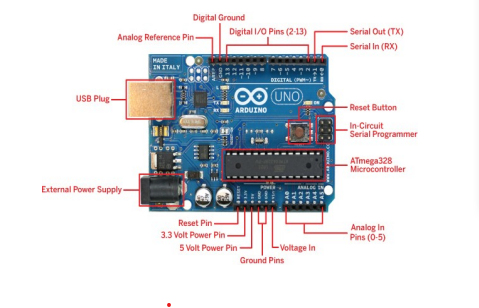 Digital Ground
Analog Reference Pin
Digital I/O Pins (2-13)
Serial Out (TX)
Serial In (RX)
MADE
IN ITALY
DIGITAL (PWM~)
UNO
ARDUINO
ON
USB Plug
Reset Button
In-Circuit
Serial Programmer
ATmega328
Microcontroller
External Power Supply
POWER
ANALOG IN
Reset Pin
3.3 Volt Power Pin
5 Volt Power Pin
Ground Pins
Voltage In
Analog In
Pins (0-5)